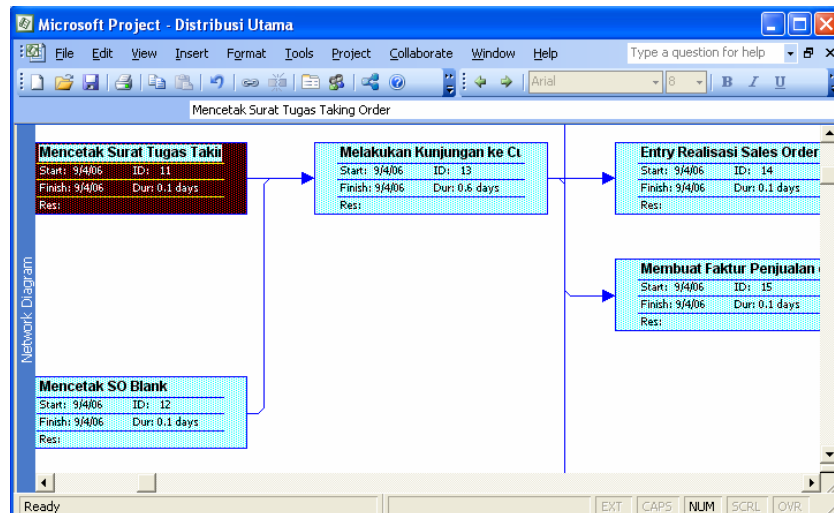 Microsoft Project - Distribusi Utama
File Edit View Insert Format Tools Project Collaborate Window Help Type a question for help
Arial 8 B I U
Mencetak Surat Tugas Taking Order
Network Diagram
Mencetak Surat Tugas Takin
Start: 9/4/06 ID: 11
Finish: 9/4/06 Dur: 0.1 days
Res:
Melakukan Kunjungan ke Cu
Start: 9/4/06 ID: 13
Finish: 9/4/06 Dur: 0.6 days
Res:
Entry Realisasi Sales Order
Start: 9/4/06 ID: 14
Finish: 9/4/06 Dur: 0.1 days
Res:
Membuat Faktur Penjualan
Start: 9/4/06 ID: 15
Finish: 9/4/06 Dur: 0.1 days
Res:
Mencetak SO Blank
Start: 9/4/06 ID: 12
Finish: 9/4/06 Dur: 0.1 days
Res:
Ready EXT CAPS NUM SCRL OVR